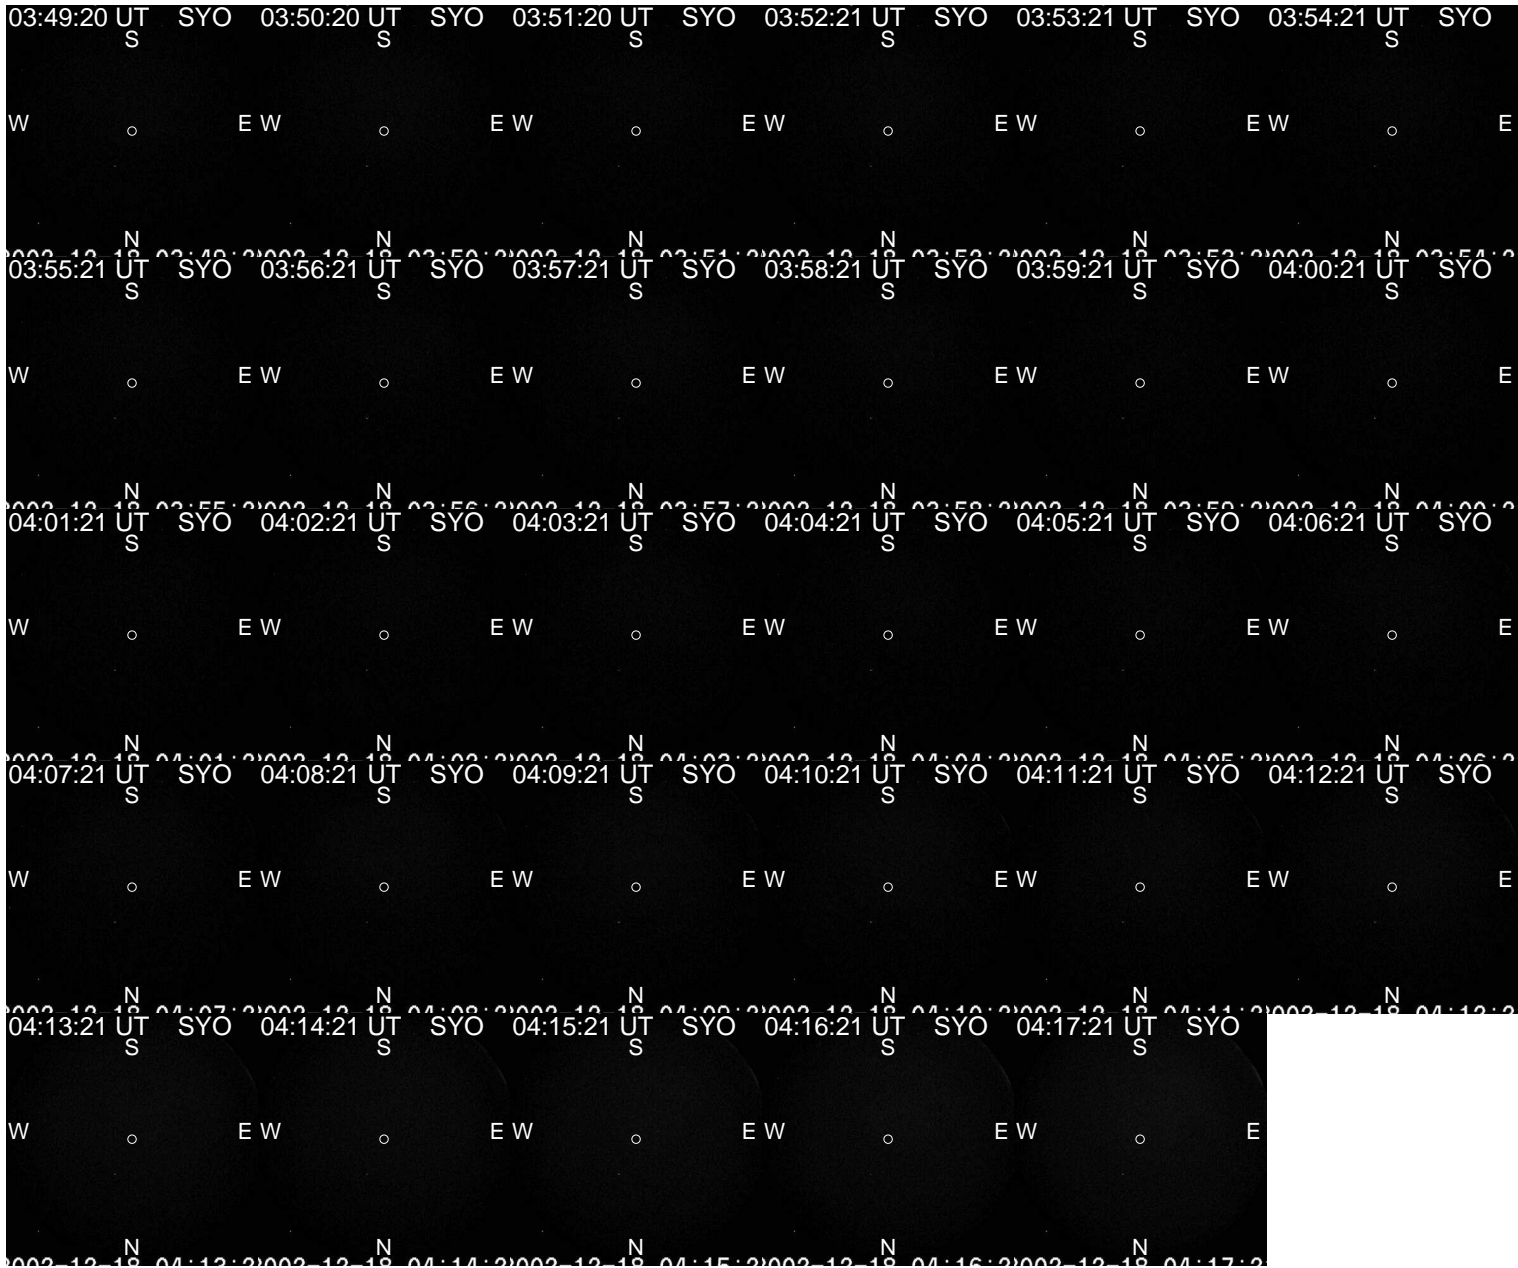 03:49:20 UT SYO 03:50:20 UT SYO 03:51:20 UT SYO 03:52:21 UT SYO 03:53:21 UT SYO 03:54:21 UT SYO
S S S S S S
W E W E W E W E W E W E
N N N N N N
03:55:21 UT SYO 03:56:21 UT SYO 03:57:21 UT SYO 03:58:21 UT SYO 03:59:21 UT SYO 04:00:21 UT SYO
S S S S S S
W E W E W E W E W E W E
N N N N N N
04:01:21 UT SYO 04:02:21 UT SYO 04:03:21 UT SYO 04:04:21 UT SYO 04:05:21 UT SYO 04:06:21 UT SYO
S S S S S S
W E W E W E W E W E W E
N N N N N N
04:07:21 UT SYO 04:08:21 UT SYO 04:09:21 UT SYO 04:10:21 UT SYO 04:11:21 UT SYO 04:12:21 UT SYO
S S S S S S
W E W E W E W E W E W E
N N N N N N
04:13:21 UT SYO 04:14:21 UT SYO 04:15:21 UT SYO 04:16:21 UT SYO 04:17:21 UT SYO
S S S S S
W E W E W E W E W E
N N N N N